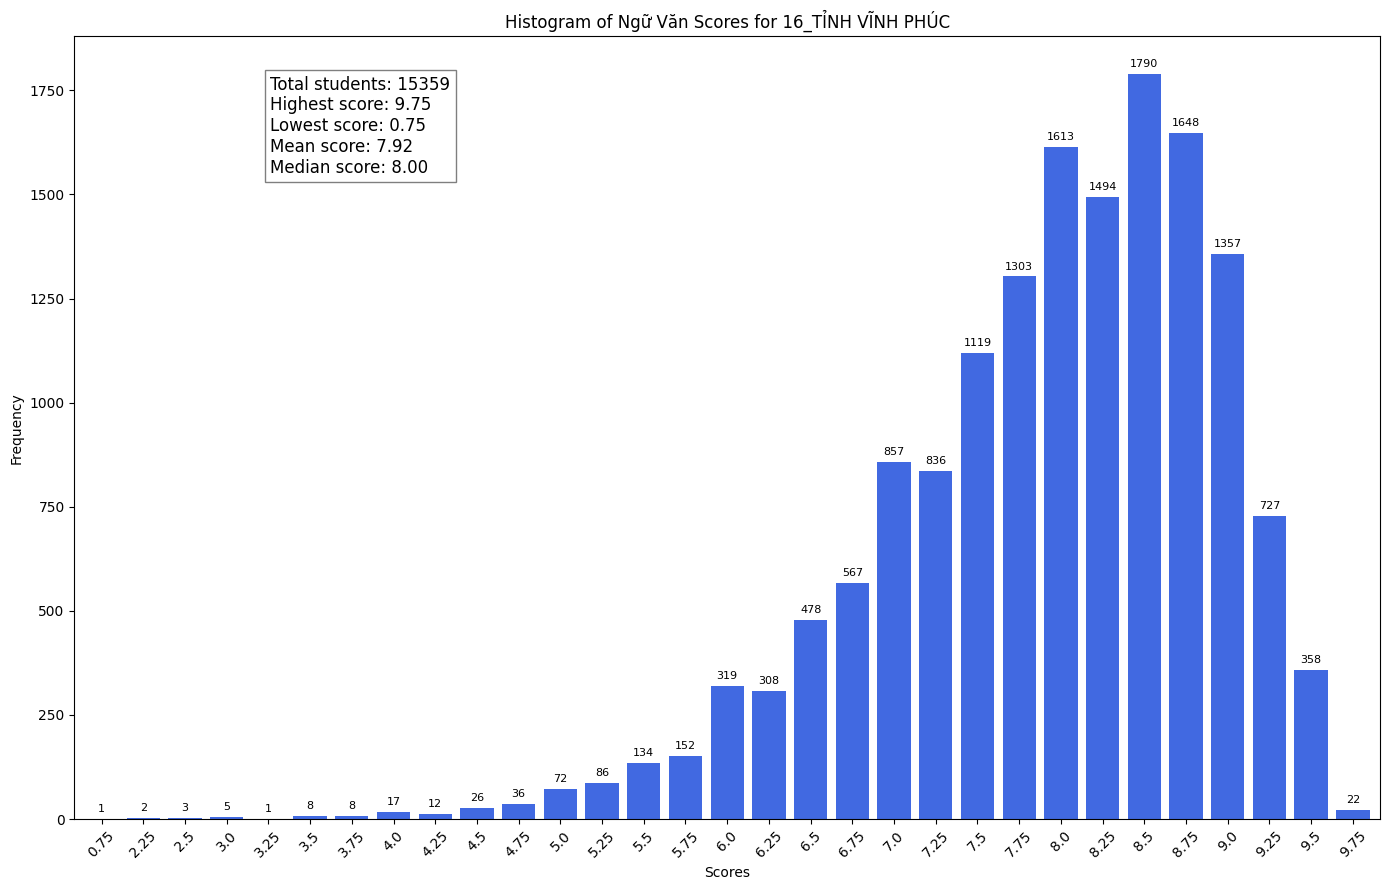 Histogram of Ngữ Văn Scores for 16_TỈNH VĨNH PHÚC
Total students: 15359
Highest score: 9.75
Lowest score: 0.75
Mean score: 7.92
Median score: 8.00
Frequency
1750
1500
1250
1000
750
500
250
0
1 2 3 5 1 8 8 17 12 26 36 72 86 134 152 319 308 478 567 857 836 1119 1303 1613 1494 1790 1648 1357 727 358 22
0.75 2.25 2.5 3.0 3.25 3.5 3.75 4.0 4.25 4.5 4.75 5.0 5.25 5.5 5.75 6.0 6.25 6.5 6.75 7.0 7.25 7.5 7.75 8.0 8.25 8.5 8.75 9.0 9.25 9.5 9.75
Scores